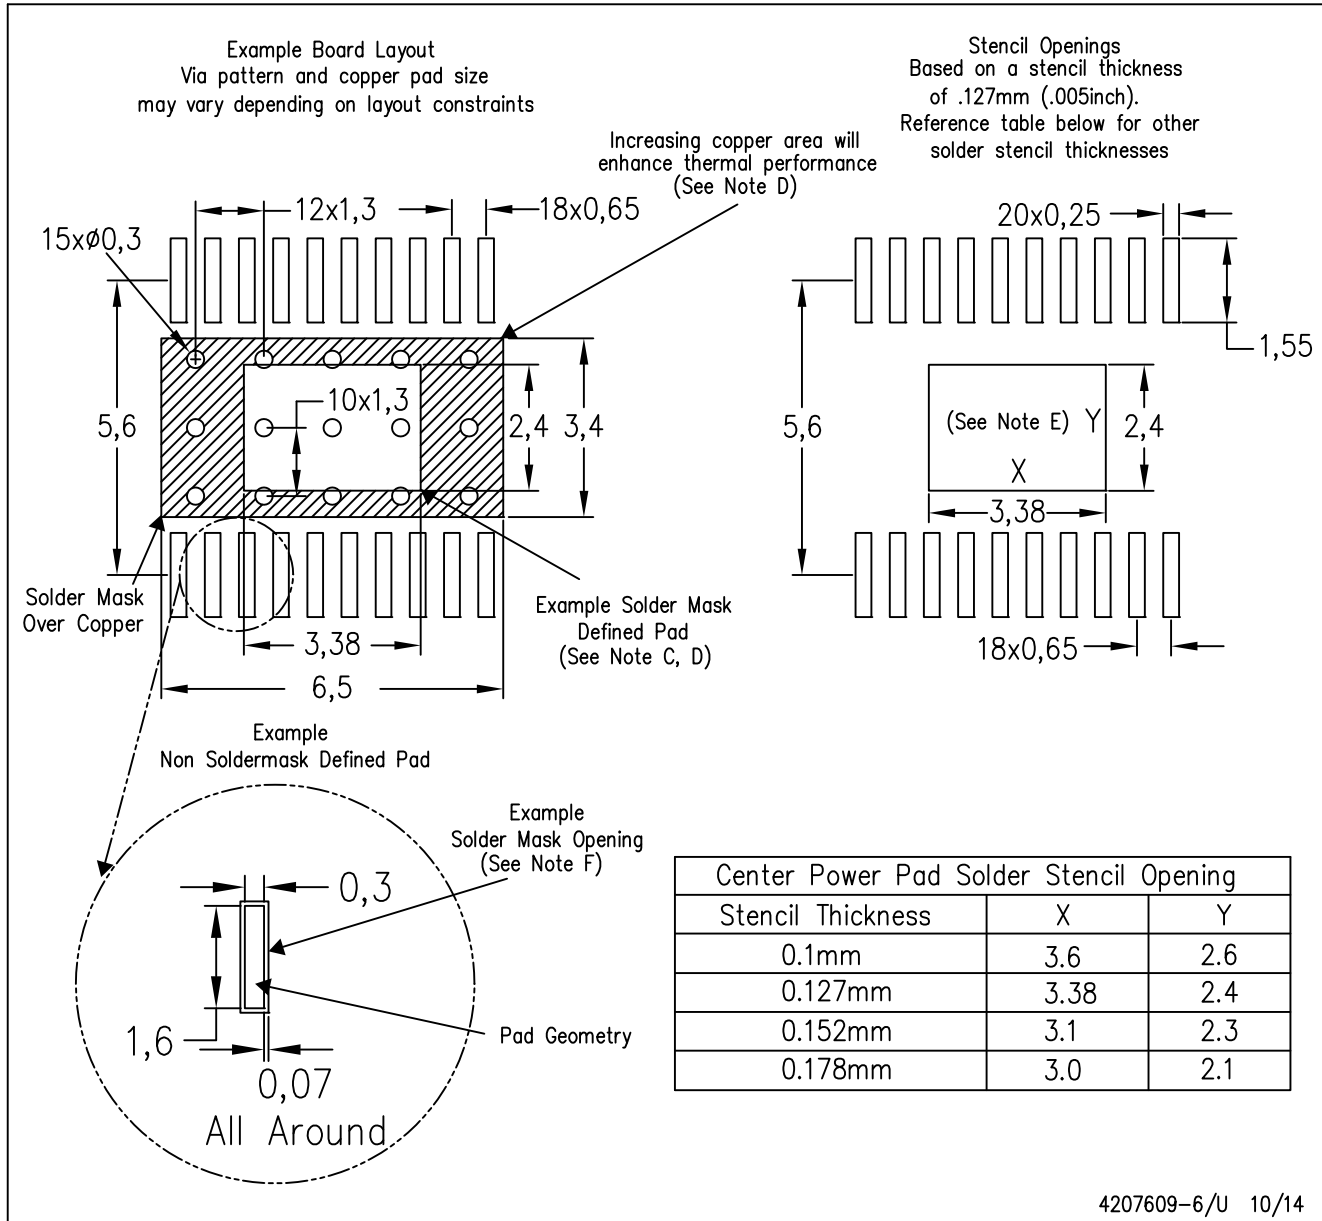 Example Board Layout
Via pattern and copper pad size
may vary depending on layout constraints
Stencil Openings
Based on a stencil thickness
of .127mm (.005inch).
Reference table below for other
solder stencil thicknesses
Increasing copper area will
enhance thermal performance
(See Note D)
12x1,3
18x0,65
15xø0,3
5,6
10x1,3
2,4
3,4
20x0,25
1,55
5,6
(See Note E)
Y
X
2,4
3,38
18x0,65
Solder Mask
Over Copper
3,38
6,5
Example Solder Mask
Defined Pad
(See Note C, D)
Example
Non Soldermask Defined Pad
Example
Solder Mask Opening
(See Note F)
0,3
1,6
Pad Geometry
0,07
All Around
Center Power Pad Solder Stencil Opening
Stencil Thickness X Y
0.1mm 3.6 2.6
0.127mm 3.38 2.4
0.152mm 3.1 2.3
0.178mm 3.0 2.1
4207609-6/U 10/14